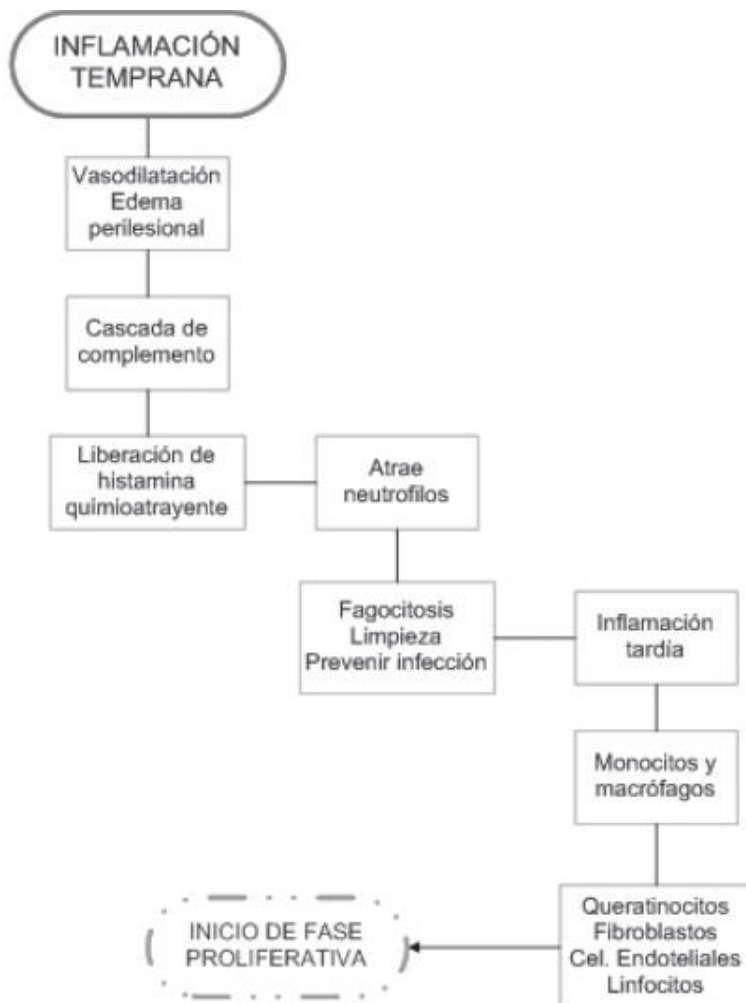 INFLAMACIÓN
TEMPRANA
Vasodilatación
Edema
perilesional
Cascada de
complemento
Liberación de
histamina
quimioatrayente
Atrae
neutrofilos
Fagocitosis
Limpieza
Prevenir infección
Inflamación
tardía
Monocitos y
macrófagos
Queratinocitos
Fibroblastos
Cel. Endoteliales
Linfocitos
INICIO DE FASE
PROLIFERATIVA